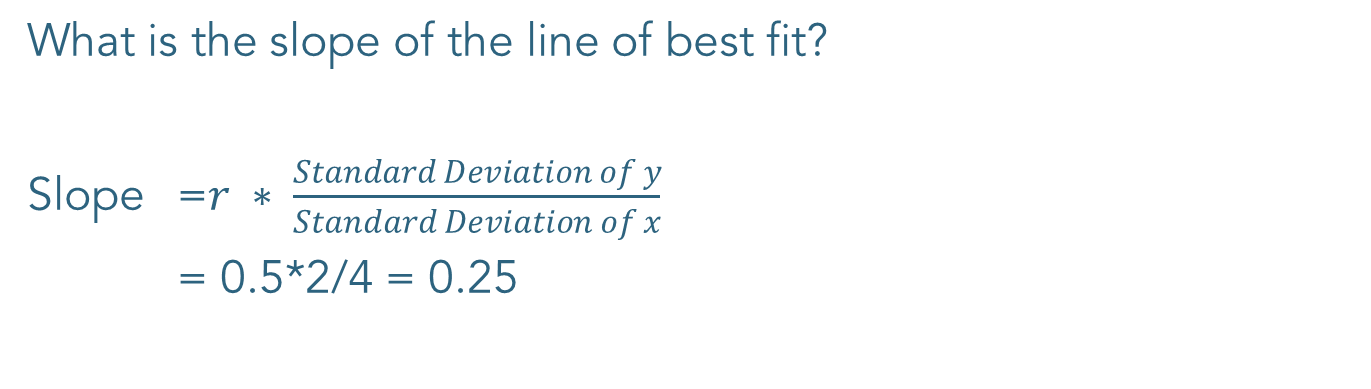 What is the slope of the line of best fit?
Slope =r * Standard Deviation of y
Standard Deviation of x
= 0.5*2/4 = 0.25